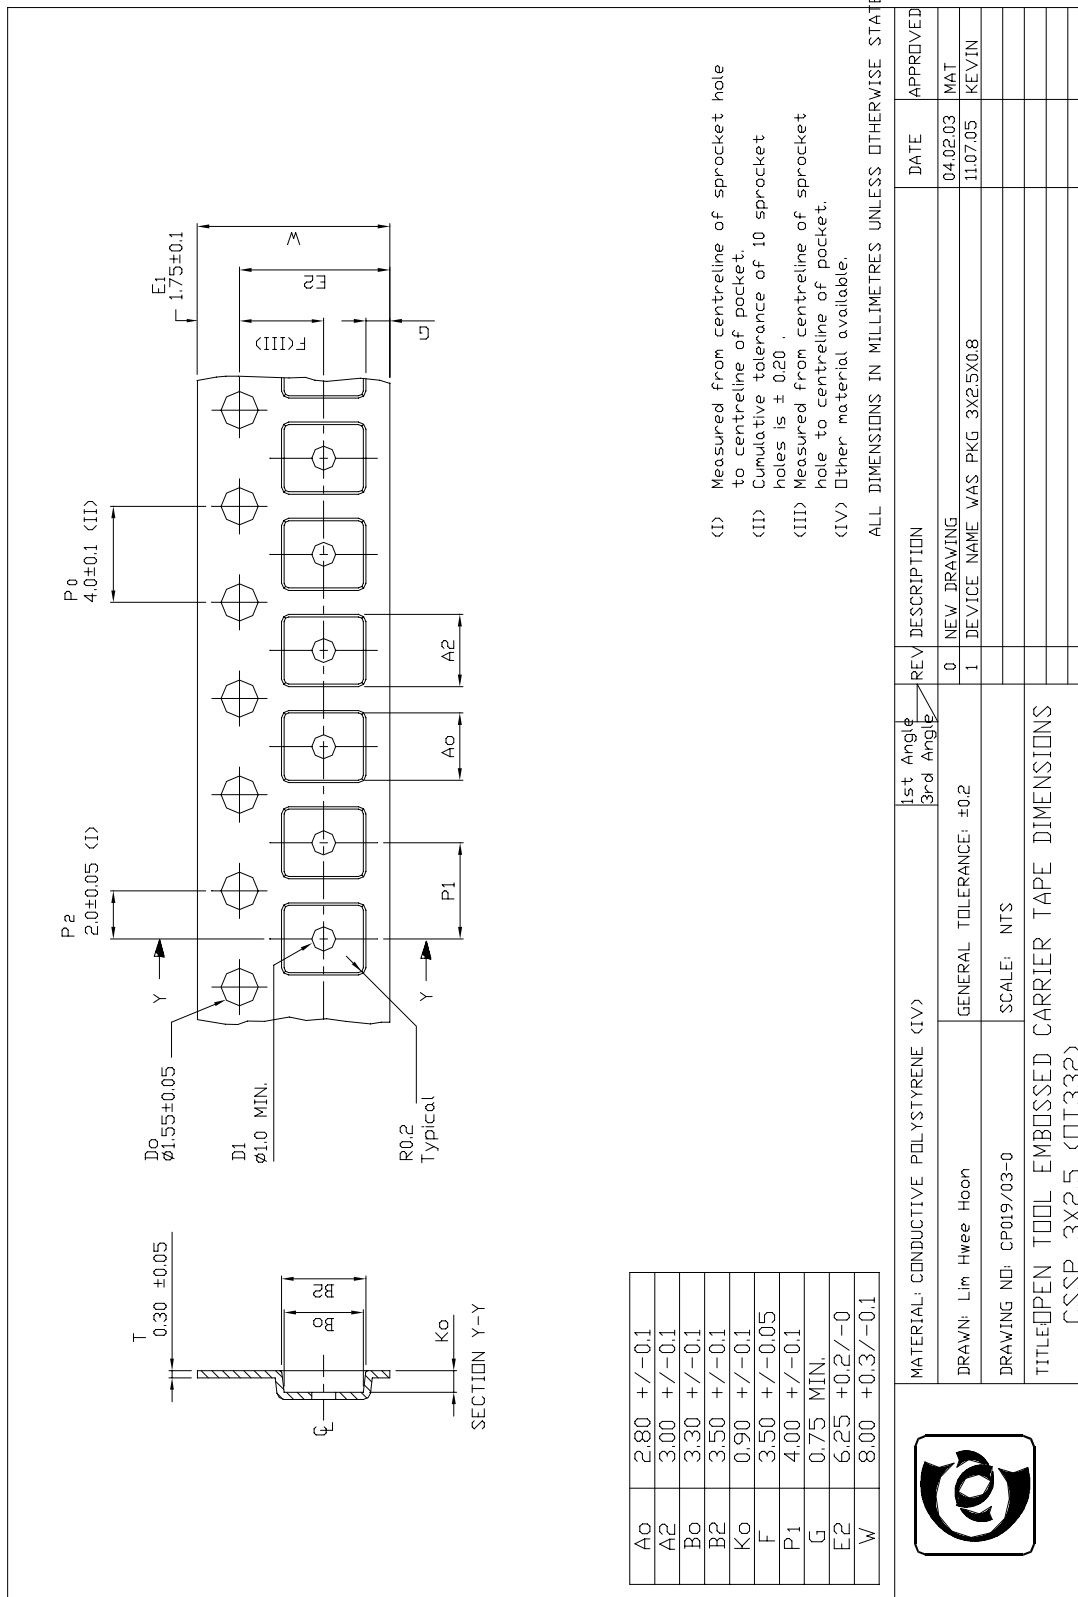 T
0.30 ±0.05
Do
ø1.55±0.05
D1
ø1.0 MIN.
R0.2
Typical
P2
2.0±0.05 (I)
P0
4.0±0.1 (II)
E1
1.75±0.1
Y
Y
P1
Ao
A2
F(III)
E2
W
G
B2
Bo
Ko
CL
SECTION Y-Y
(I) Measured from centreline of sprocket hole
to centreline of pocket.
(II) Cumulative tolerance of 10 sprocket
holes is ± 0.20 .
(III) Measured from centreline of sprocket
hole to centreline of pocket.
(IV) Other material available.
ALL DIMENSIONS IN MILLIMETRES UNLESS OTHERWISE STATE
Ao 2.80 +/-0.1
A2 3.00 +/-0.1
Bo 3.30 +/-0.1
B2 3.50 +/-0.1
Ko 0.90 +/-0.1
F 3.50 +/-0.05
P1 4.00 +/-0.1
G 0.75 MIN.
E2 6.25 +0.2/-0
W 8.00 +0.3/-0.1
MATERIAL: CONDUCTIVE POLYSTYRENE (IV)
1st Angle
3rd Angle
DRAWN: Lim Hwee Hoon
GENERAL TOLERANCE: ±0.2
DRAWING NO: CP019/03-0
SCALE: NTS
TITLE:OPEN TOOL EMBOSSED CARRIER TAPE DIMENSIONS
3X2.5
REV DESCRIPTION DATE APPROVED
0 NEW DRAWING 04.02.03 MAT
1 DEVICE NAME WAS PKG 3X2.5X0.8 11.07.05 KEVIN